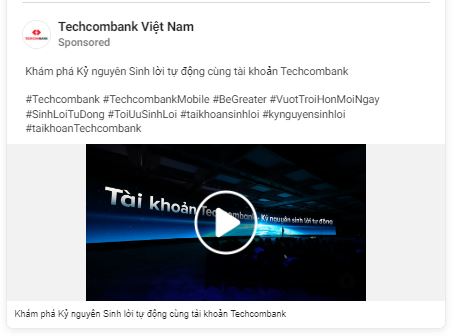 Techcombank Việt Nam
Sponsored
TECHCOMBANK
Khám phá Kỷ nguyên Sinh lời tự động cùng tài khoản Techcombank
#Techcombank #TechcombankMobile #BeGreater #VuotTroiHonMoiNgay
#SinhLoiTuDong #ToiUuSinhLoi #taikhoansinhloi #kynguyensinhloi
#taikhoanTechcombank
Tài khoản Techcombank - Kỷ nguyên sinh lời tự động
Khám phá Kỷ nguyên Sinh lời tự động cùng tài khoản Techcombank